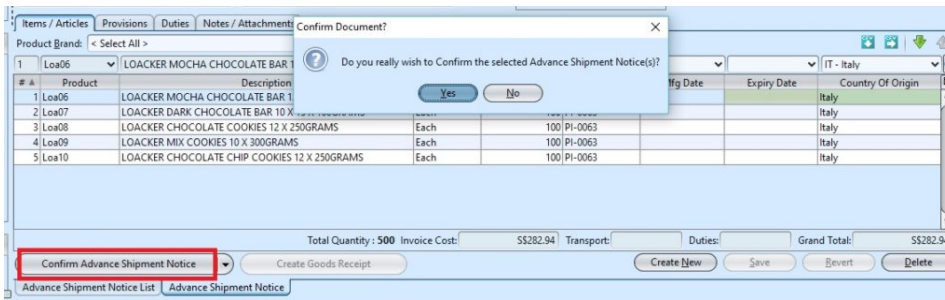 Items / Articles Provisions Duties Notes / Attachments
Confirm Document?
Product Brand: < Select All >
Do you really wish to Confirm the selected Advance Shipment Notice(s)?
Yes No
1 Loa06 LOACKER MOCHA CHOCOLATE BAR 1 IT - Italy
# Product Description Mfg Date Expiry Date Country Of Origin
1 Loa06 LOACKER MOCHA CHOCOLATE BAR 1 Italy
2 Loa07 LOACKER DARK CHOCOLATE BAR 10 X Each 100 PI-0063 Italy
3 Loa08 LOACKER CHOCOLATE COOKIES 12 X 250GRAMS Each 100 PI-0063 Italy
4 Loa09 LOACKER MIX COOKIES 10 X 300GRAMS Each 100 PI-0063 Italy
5 Loa10 LOACKER CHOCOLATE CHIP COOKIES 12 X 250GRAMS Each 100 PI-0063 Italy
Total Quantity : 500 Invoice Cost: S$282.94 Transport: Duties: Grand Total: S$282.9
Confirm Advance Shipment Notice Create Goods Receipt Create New Save Revert Delete
Advance Shipment Notice List Advance Shipment Notice